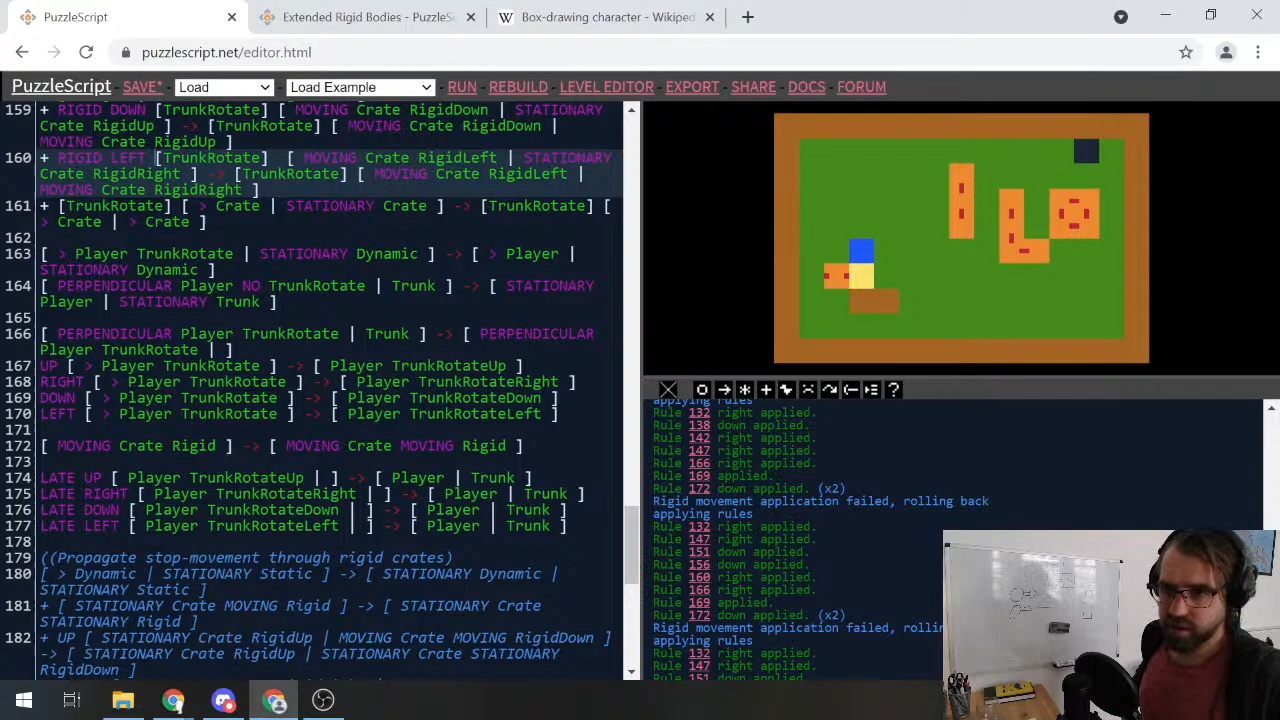 PuzzleScript
Extended Rigid Bodies - PuzzleS
Box-drawing character - Wikiped
puzzlescript.net/editor.html
PuzzleScript - SAVE* - Load Load Example - RUN - REBUILD - LEVEL EDITOR - EXPORT - SHARE - DOCS - FORUM
159 + RIGID DOWN [TrunkRotate] [ MOVING Crate RigidDown | STATIONARY
Crate RigidUp ] -> [TrunkRotate] [ MOVING Crate RigidDown |
MOVING Crate RigidUp ]
160 + RIGID LEFT [TrunkRotate] [ MOVING Crate RigidLeft | STATIONARY
Crate RigidRight ] -> [TrunkRotate] [ MOVING Crate RigidLeft |
MOVING Crate RigidRight ]
161 + [TrunkRotate] [ > Crate | STATIONARY Crate ] -> [TrunkRotate] [
> Crate | > Crate ]
162
163 [ > Player TrunkRotate | STATIONARY Dynamic ] -> [ > Player |
STATIONARY Dynamic ]
164 [ PERPENDICULAR Player NO TrunkRotate | Trunk ] -> [ STATIONARY
Player | STATIONARY Trunk ]
165
166 [ PERPENDICULAR Player TrunkRotate | Trunk ] -> [ PERPENDICULAR
Player TrunkRotate | ]
167 UP [ > Player TrunkRotate ] -> [ Player TrunkRotateUp ]
168 RIGHT [ > Player TrunkRotate ] -> [ Player TrunkRotateRight ]
169 DOWN [ > Player TrunkRotate ] -> [ Player TrunkRotateDown ]
170 LEFT [ > Player TrunkRotate ] -> [ Player TrunkRotateLeft ]
171
172 [ MOVING Crate Rigid ] -> [ MOVING Crate MOVING Rigid ]
173
174 LATE UP [ Player TrunkRotateUp | ] -> [ Player | Trunk ]
175 LATE RIGHT [ Player TrunkRotateRight | ] -> [ Player | Trunk ]
176 LATE DOWN [ Player TrunkRotateDown | ] -> [ Player | Trunk ]
177 LATE LEFT [ Player TrunkRotateLeft | ] -> [ Player | Trunk ]
178
179 ((Propagate stop-movement through rigid crates)
180 [ > Dynamic | STATIONARY Static ] -> [ STATIONARY Dynamic |
STATIONARY Static ]
181 + [ STATIONARY Crate MOVING Rigid ] -> [ STATIONARY Crate
STATIONARY Rigid ]
182 + UP [ STATIONARY Crate RigidUp | MOVING Crate MOVING RigidDown ]
-> [ STATIONARY Crate RigidUp | STATIONARY Crate STATIONARY
RigidDown ]
applying rules
Rule 132 right applied.
Rule 138 down applied.
Rule 142 right applied.
Rule 147 right applied.
Rule 166 right applied.
Rule 169 applied.
Rule 172 down applied. (x2)
Rigid movement application failed, rolling back
applying rules
Rule 132 right applied.
Rule 147 right applied.
Rule 151 down applied.
Rule 156 down applied.
Rule 160 right applied.
Rule 166 right applied.
Rule 169 applied.
Rule 172 down applied. (x2)
Rigid movement application failed, rollin
applying rules
Rule 132 right applied.
Rule 147 right applied.
Rule 151 down applied.